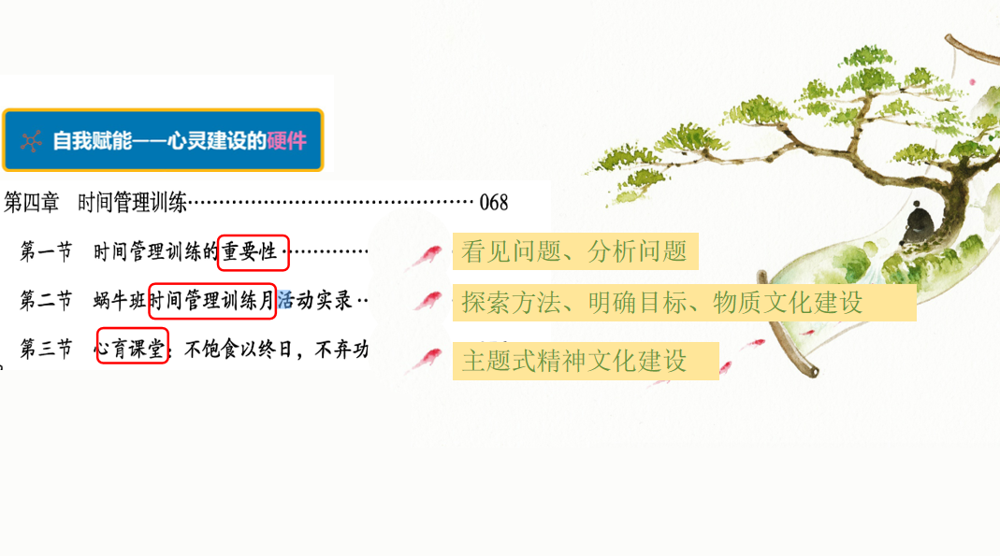 自我赋能——心灵建设的硬件
第四章 时间管理训练······························· 068
第一节 时间管理训练的重要性··············
看见问题、分析问题
第二节 蜗牛班时间管理训练月活动实录··
探索方法、明确目标、物质文化建设
第三节 心育课堂：不饱食以终日，不弃功
主题式精神文化建设